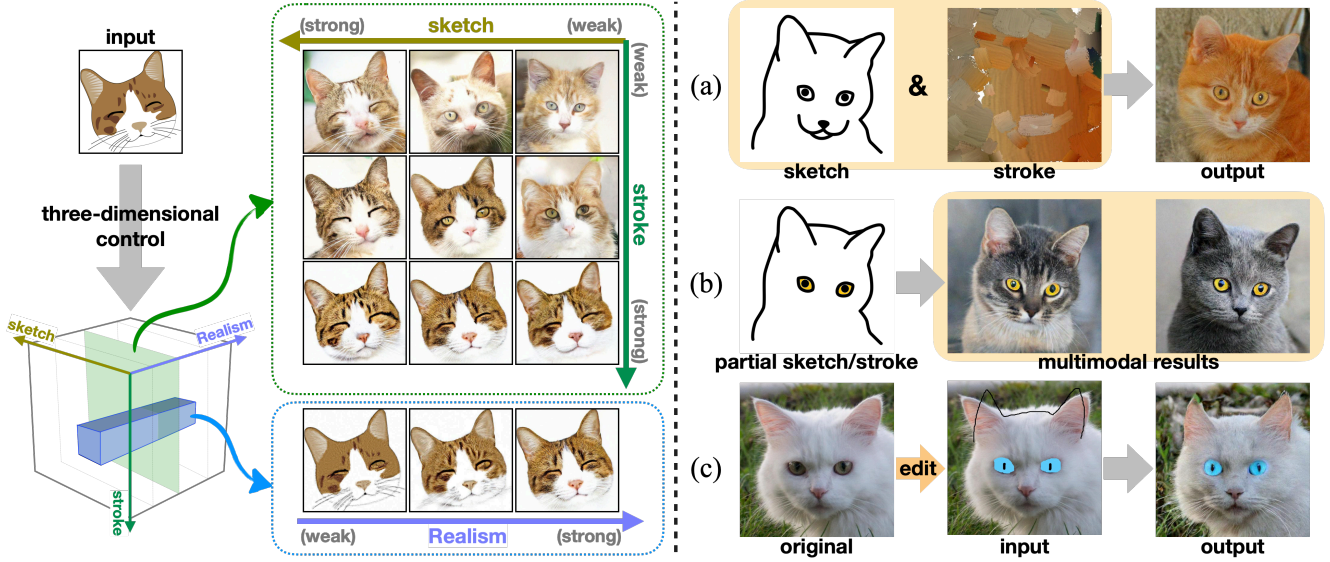 input
three-dimensional
control
sketch
Realism
stroke
(strong)
sketch
(weak)
(weak)
stroke
(strong)
(weak)
Realism
(strong)
(a)
&
sketch
stroke
output
(b)
partial sketch/stroke
multimodal results
(c)
edit
original
input
output